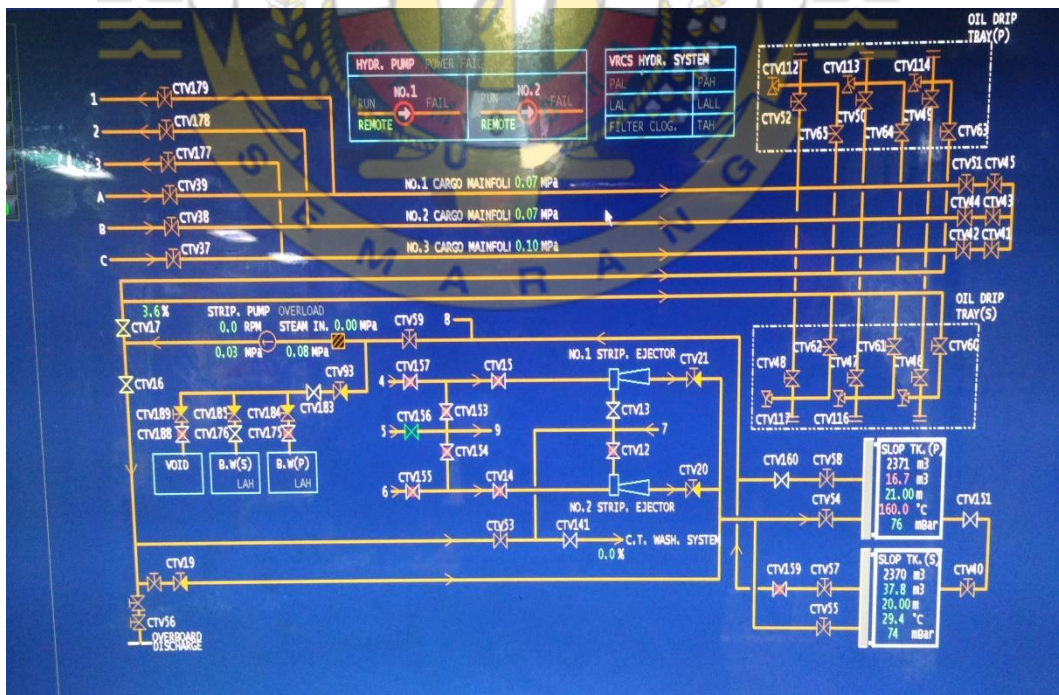 OIL DRIP
TRAY(P)
HYDR. PUMP POWER FAIL
NO.1
RUN FAIL
REMOTE
NO.2
RUN FAIL
REMOTE
VRCS HYDR. SYSTEM
PAL PAH
LAL LALL
FILTER CLOG. TAH
CTV112 CTV113 CTV114
CTV52 CTV50 CTV49
CTV65 CTV64 CTV63
1 CTV179
2 CTV178
3 CTV177
A CTV39
B CTV38
C CTV37
NO.1 CARGO MAINFOLI 0.07 MPa
NO.2 CARGO MAINFOLI 0.07 MPa
NO.3 CARGO MAINFOLI 0.10 MPa
CTV51 CTV45
CTV44 CTV43
CTV42 CTV41
SEMARANG
3.6 %
CTV17
STRIP. PUMP OVERLOAD
0.0 RPM STEAM IN. 0.00 MPa
0.03 MPa 0.08 MPa
CTV59
8
OIL DRIP
TRAY(S)
CTV62 CTV61 CTV60
CTV48 CTV47 CTV46
CTV117 CTV116
CTV16
CTV93
CTV183
CTV189 CTV185 CTV184
CTV188 CTV176 CTV175
VOID
B.W(S)
LAH
B.W(P)
LAH
4 CTV157 CTV15
NO.1 STRIP. EJECTOR
CTV21
CTV153
CTV13
5 CTV156 9 7
CTV154
CTV12
6 CTV155 CTV14
CTV20
NO.2 STRIP. EJECTOR
CTV53 CTV141
C.T. WASH. SYSTEM
0.0 %
CTV19
CTV56
OVERBOARD
DISCHARGE
CTV160 CTV58
CTV54
SLOP TK.(P)
2371 m3
16.7 m3
21.00 m
160.0 °C
76 mBar
CTV151
CTV159 CTV57
CTV55
SLOP TK.(S)
2370 m3
37.8 m3
20.00 m
29.4 °C
74 mBar
CTV40